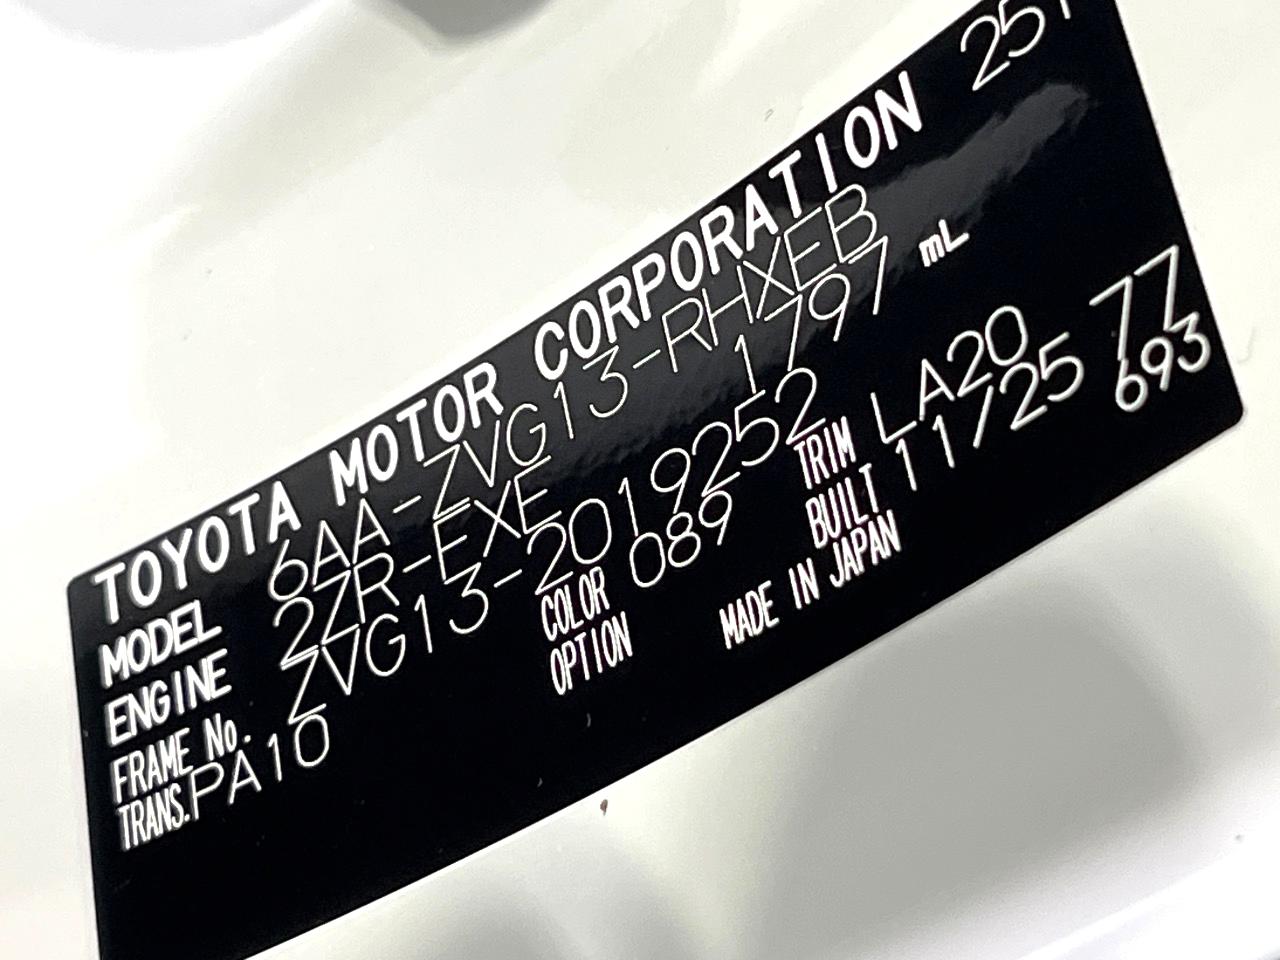 TOYOTA MOTOR CORPORATION 251
MODEL 6AA-ZVG13-RHXEB
ENGINE 2ZR-FXE 1797 mL
FRAME No. ZVG13-2019252
COLOR 089 TRIM LA20 77
TRANS. PA10 OPTION BUILT 11/25 693
MADE IN JAPAN